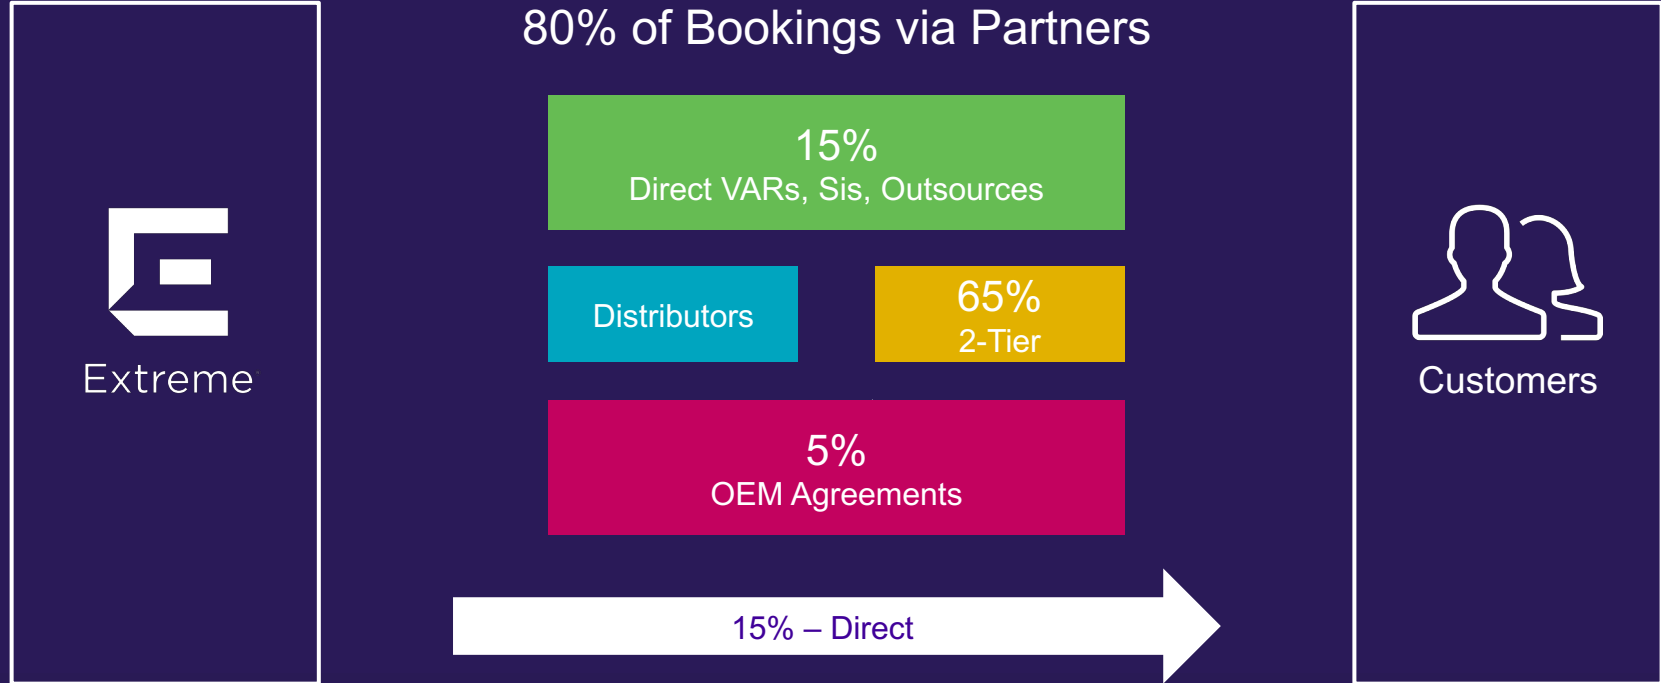 80% of Bookings via Partners
15%
Direct VARs, Sis, Outsources
Extreme
Distributors
65%
2-Tier
Customers
5%
OEM Agreements
15% – Direct